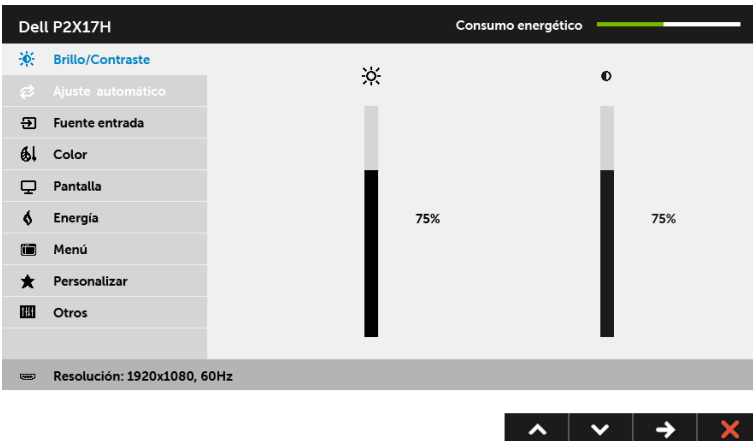 Dell P2X17H
Consumo energético
Brillo/Contraste
Ajuste automático
Fuente entrada
Color
Pantalla
Energía
Menú
Personalizar
Otros
75%
75%
Resolución: 1920x1080, 60Hz